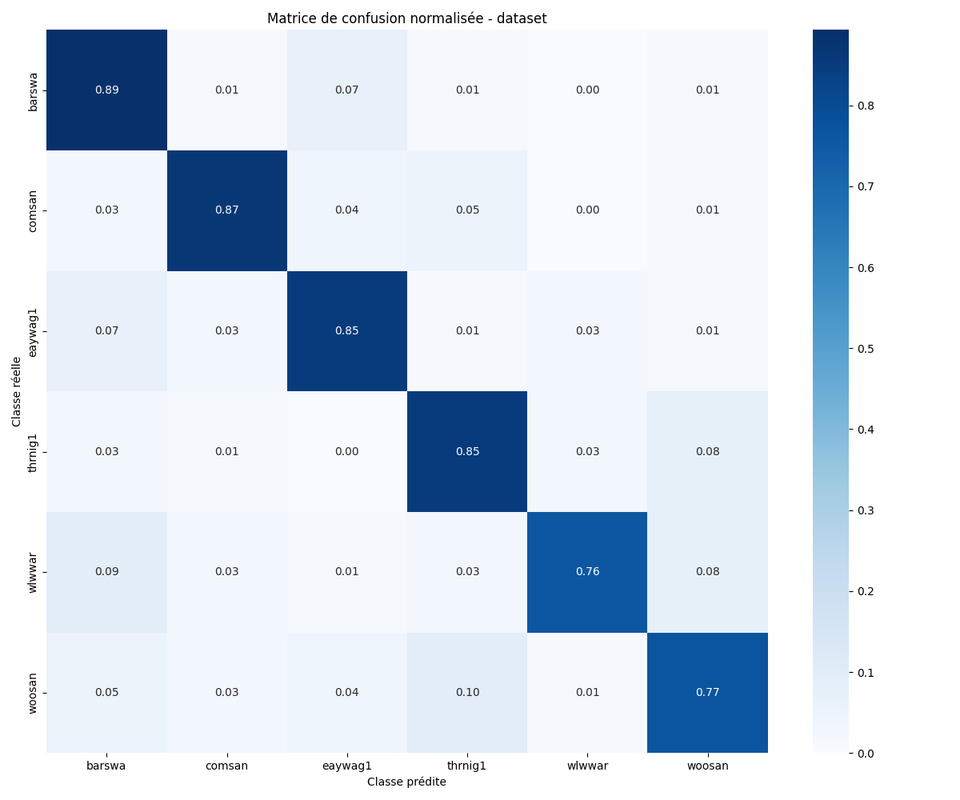 Matrice de confusion normalisée - dataset
barswa 0.89 0.01 0.07 0.01 0.00 0.01
comsan 0.03 0.87 0.04 0.05 0.00 0.01
eaywag1 0.07 0.03 0.85 0.01 0.03 0.01
thrnig1 0.03 0.01 0.00 0.85 0.03 0.08
wlwwar 0.09 0.03 0.01 0.03 0.76 0.08
woosan 0.05 0.03 0.04 0.10 0.01 0.77
barswa comsan eaywag1 thrnig1 wlwwar woosan
Classe prédite
Classe réelle
0.8
0.7
0.6
0.5
0.4
0.3
0.2
0.1
0.0